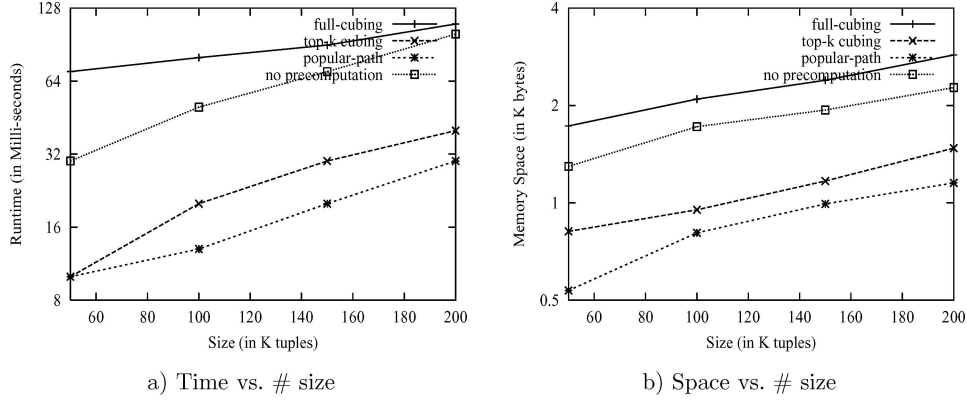 128
64
32
16
8
Runtime (in Milli-seconds)
full-cubing
top-k cubing
popular-path
no precomputation
60 80 100 120 140 160 180 200
Size (in K tuples)
a) Time vs. # size
4
2
1
0.5
Memory Space (in K bytes)
full-cubing
top-k cubing
popular-path
no precomputation
60 80 100 120 140 160 180 200
Size (in K tuples)
b) Space vs. # size